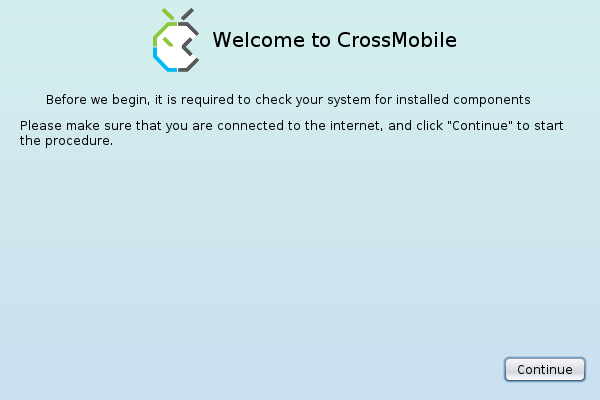 Welcome to CrossMobile
Before we begin, it is required to check your system for installed components
Please make sure that you are connected to the internet, and click "Continue" to start
the procedure.
Continue